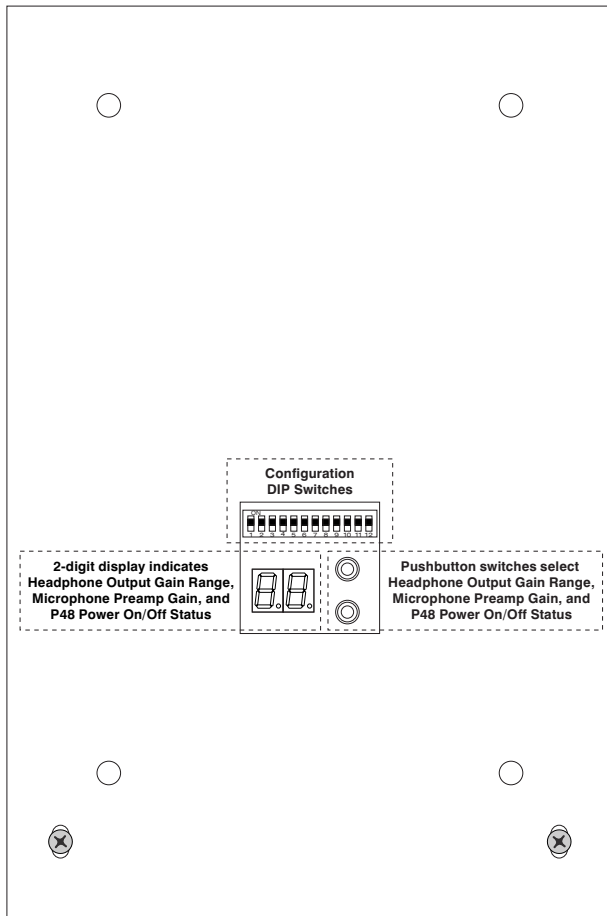 Configuration
DIP Switches
ON
1 2 3 4 5 6 7 8 9 10 11 12
2-digit display indicates
Headphone Output Gain Range,
Microphone Preamp Gain, and
P48 Power On/Off Status
8.8.
Pushbutton switches select
Headphone Output Gain Range,
Microphone Preamp Gain, and
P48 Power On/Off Status